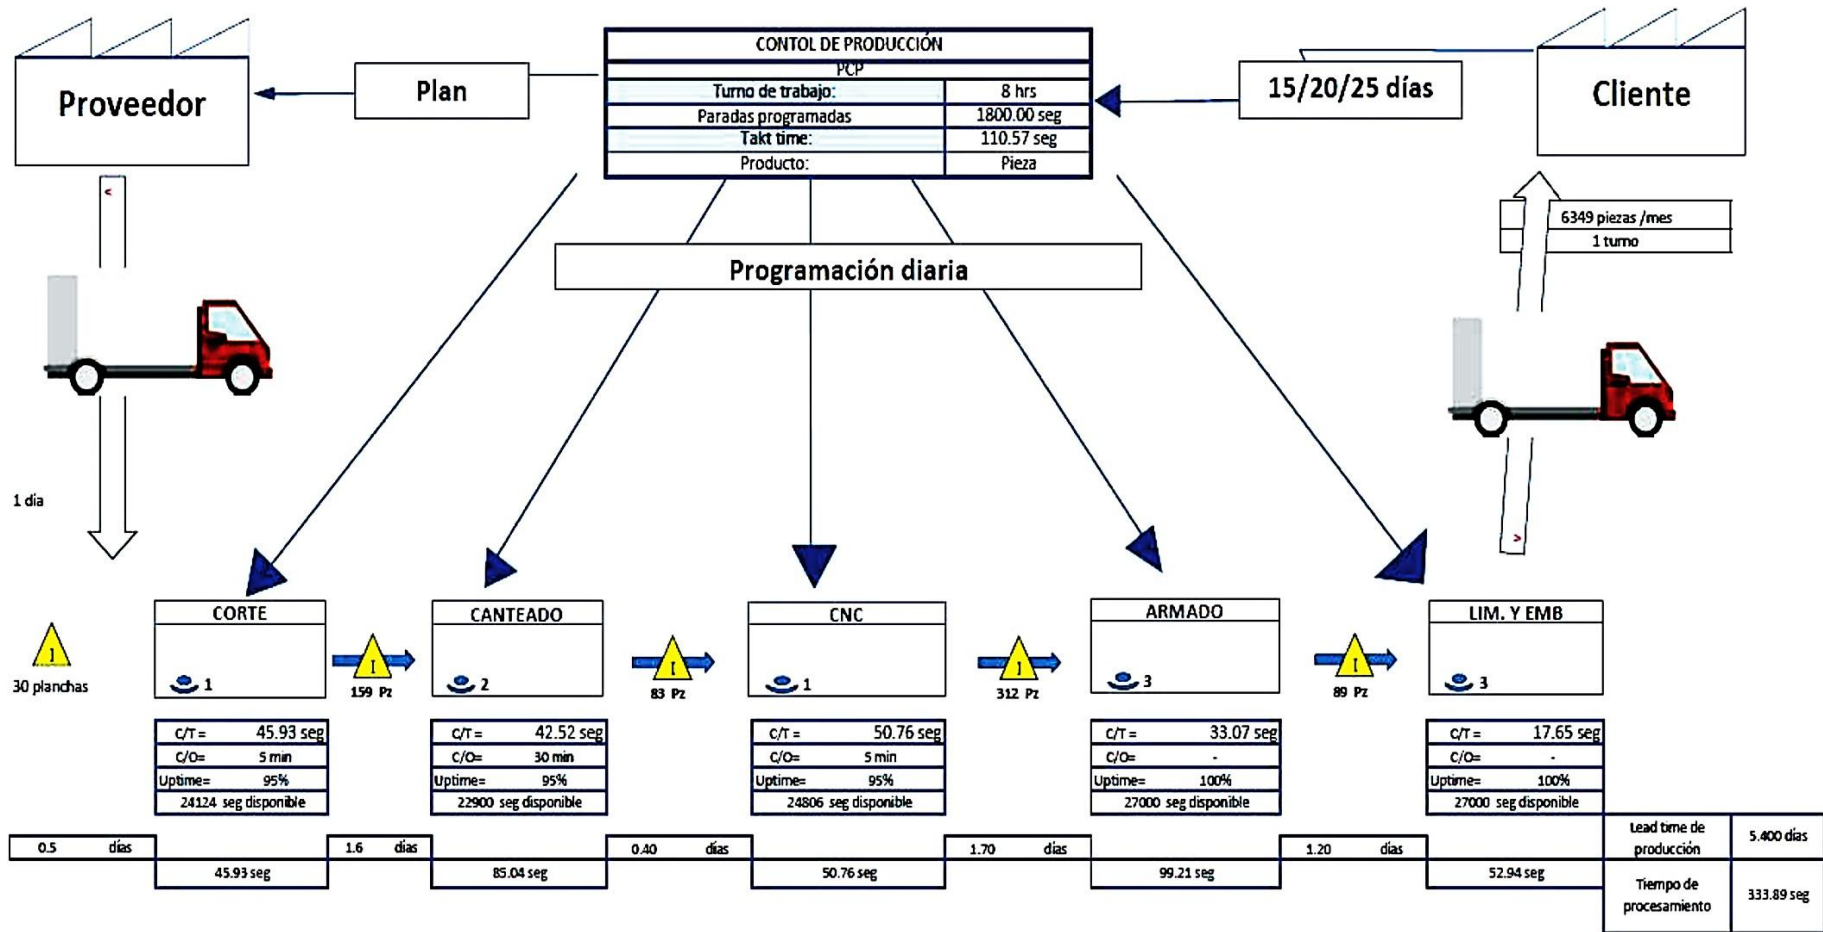 CONTOL DE PRODUCCIÓN
PCP
Turno de trabajo: 8 hrs
Paradas programadas 1800.00 seg
Takt time: 110.57 seg
Producto: Pieza
Proveedor
Plan
15/20/25 días
Cliente
<
6349 piezas /mes
1 turno
Programación diaria
1 día
>
30 planchas
I
CORTE
1
I
159 Pz
CANTEADO
2
I
83 Pz
CNC
1
I
312 Pz
ARMADO
3
I
89 Pz
LIM. Y EMB
3
C/T = 45.93 seg
C/O= 5 min
Uptime= 95%
24124 seg disponible
C/T = 42.52 seg
C/O= 30 min
Uptime= 95%
22900 seg disponible
C/T = 50.76 seg
C/O= 5 min
Uptime= 95%
24806 seg disponible
C/T = 33.07 seg
C/O= -
Uptime= 100%
27000 seg disponible
C/T = 17.65 seg
C/O= -
Uptime= 100%
27000 seg disponible
0.5 días
1.6 días
0.40 días
1.70 días
1.20 días
45.93 seg
85.04 seg
50.76 seg
99.21 seg
52.94 seg
Lead time de
producción
5.400 días
Tiempo de
procesamiento
333.89 seg